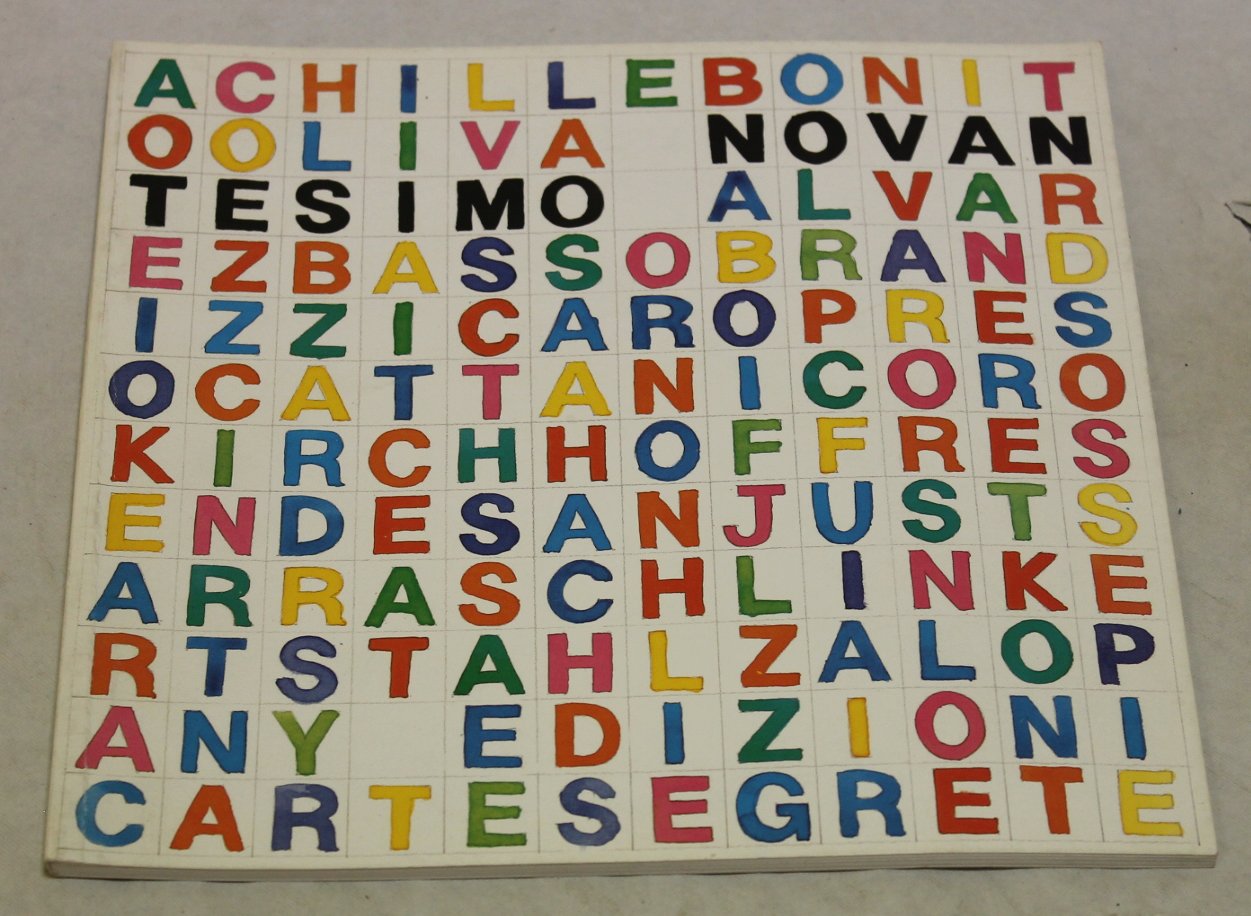 ACHILLEBONIT
OOLIVA NOVAN
TESIMO ALVAR
EZBASSOBRAND
IZZICAROPRES
OCATTANICORO
KIRCHHOFFRES
ENDESANJUSTS
ARRASCHLINKE
RTSTAHLZALOP
ANY EDIZIONI
CARTESEGRETE